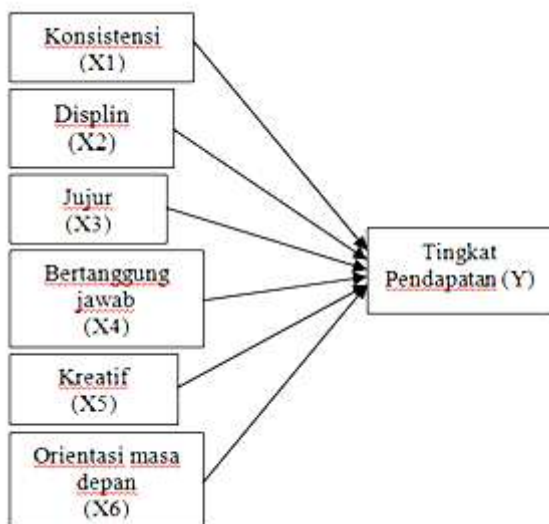 Konsistensi
(X1)
Displin
(X2)
Jujur
(X3)
Bertanggung
jawab
(X4)
Kreatif
(X5)
Orientasi masa
depan
(X6)
Tingkat
Pendapatan (Y)